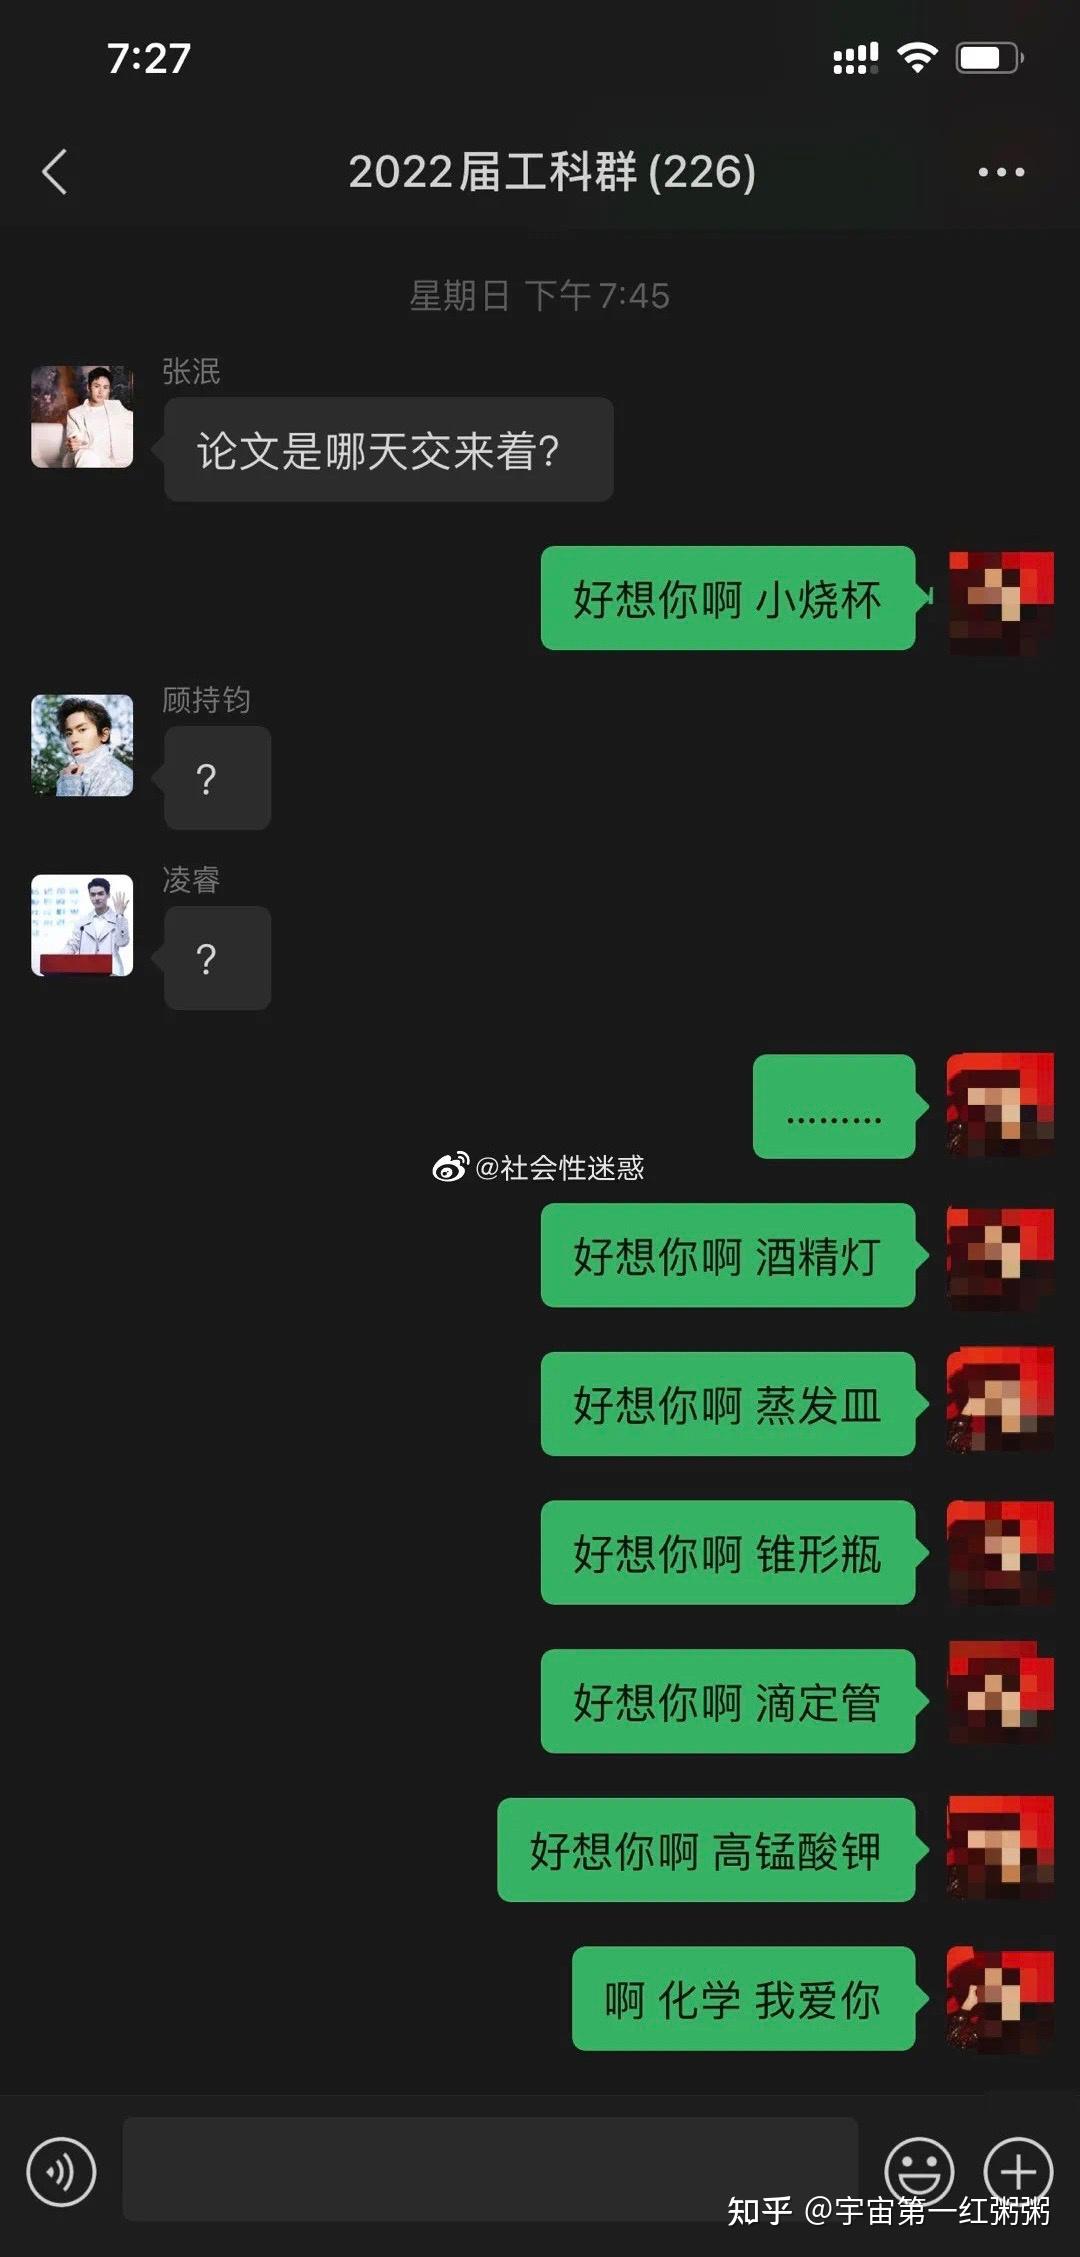 7:27
2022届工科群(226)
星期日 下午7:45
张泯
论文是哪天交来着?
好想你啊 小烧杯
顾持钧
?
凌睿
?
.........
@社会性迷惑
好想你啊 酒精灯
好想你啊 蒸发皿
好想你啊 锥形瓶
好想你啊 滴定管
好想你啊 高锰酸钾
啊 化学 我爱你
知乎 @宇宙第一红粥粥